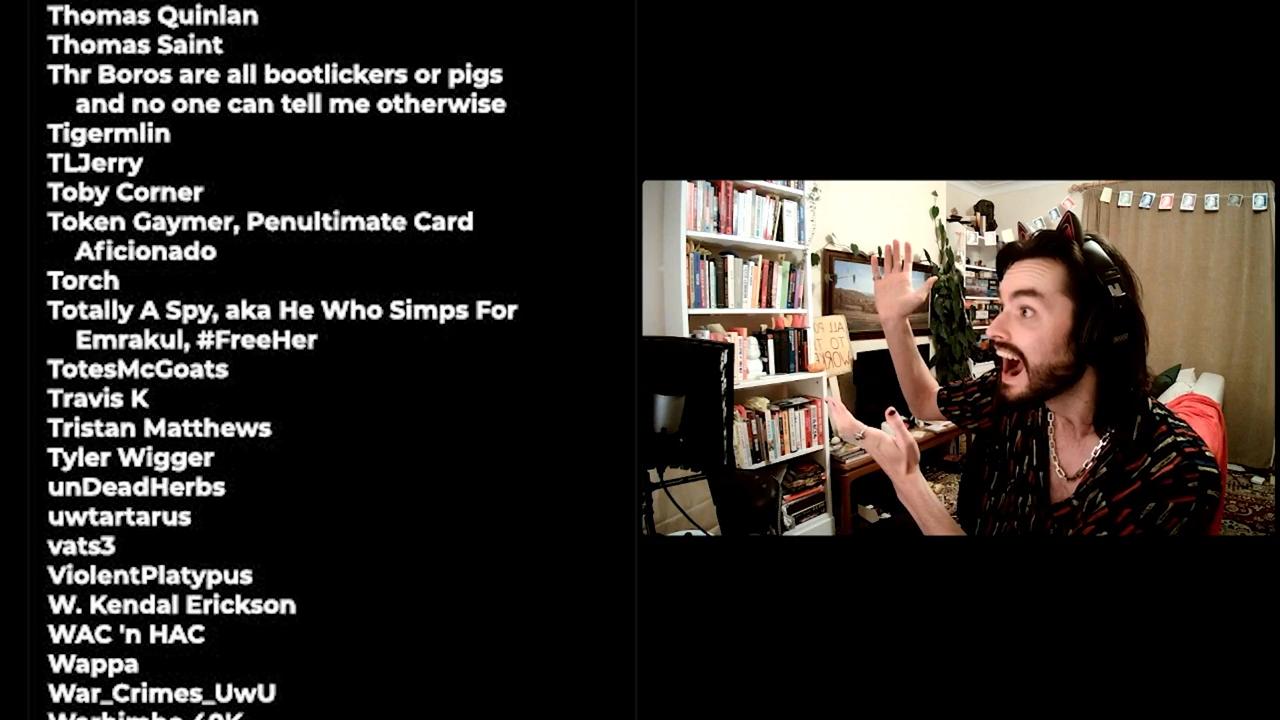 Thomas Quinlan
Thomas Saint
Thr Boros are all bootlickers or pigs
and no one can tell me otherwise
Tigermlin
TLJerry
Toby Corner
Token Gaymer, Penultimate Card
Aficionado
Torch
Totally A Spy, aka He Who Simps For
Emrakul, #FreeHer
TotesMcGoats
Travis K
Tristan Matthews
Tyler Wigger
unDeadHerbs
uwtartarus
vats3
ViolentPlatypus
W. Kendal Erickson
WAC 'n HAC
Wappa
War_Crimes_UwU